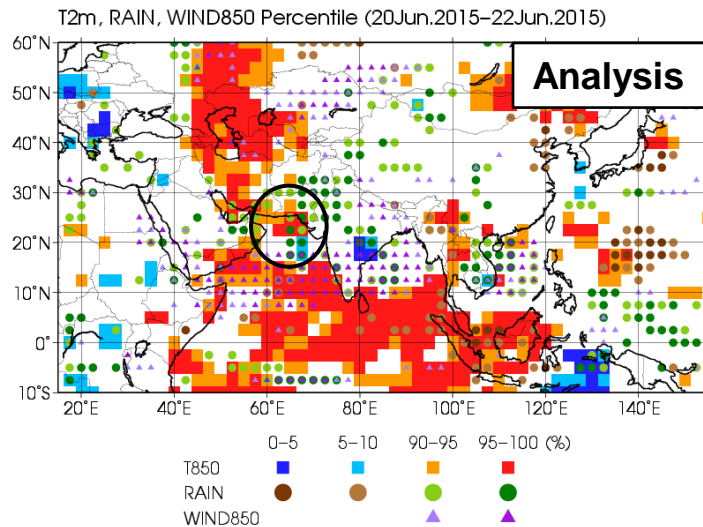 T2m, RAIN, WIND850 Percentile (20Jun.2015–22Jun.2015)
Analysis
60°N
50°N
40°N
30°N
20°N
10°N
0°
10°S
20°E 40°E 60°E 80°E 100°E 120°E 140°E
0–5 5–10 90–95 95–100 (%)
T850
RAIN
WIND850